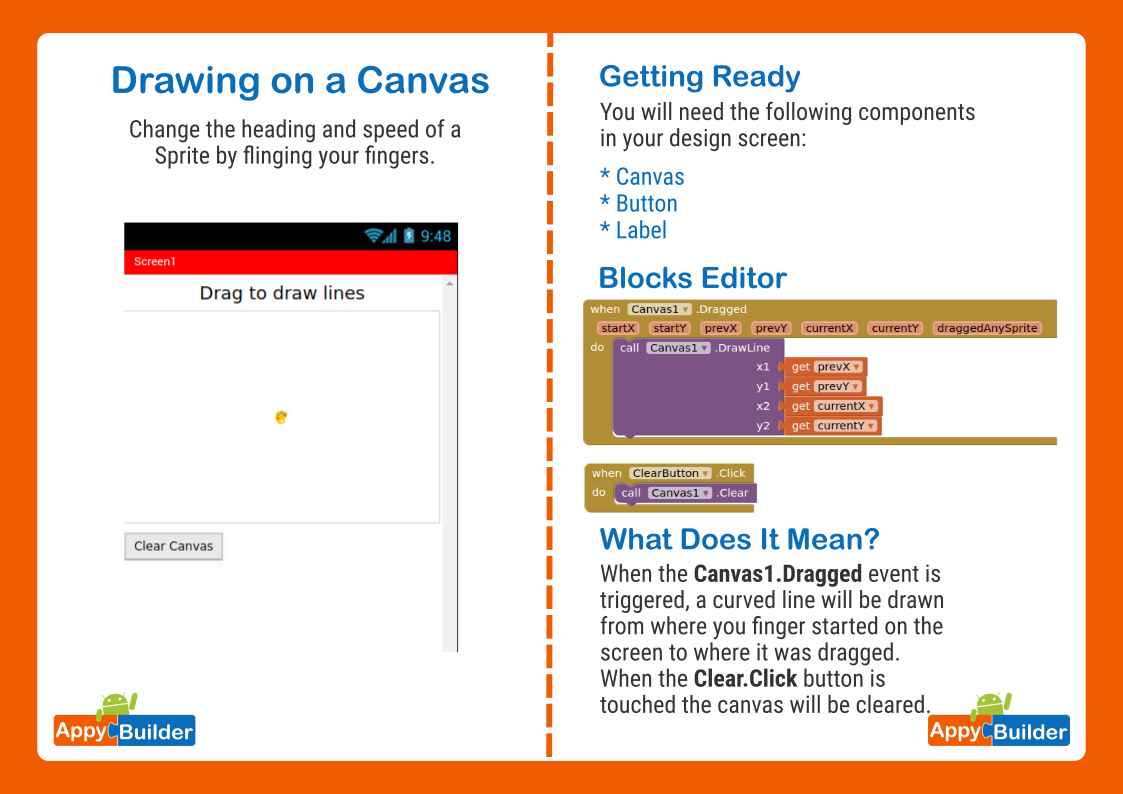 Drawing on a Canvas
Change the heading and speed of a
Sprite by flinging your fingers.
9:48
Screen1
Drag to draw lines
Clear Canvas
Appy Builder
Getting Ready
You will need the following components
in your design screen:
* Canvas
* Button
* Label
Blocks Editor
when Canvas1 .Dragged
startX startY prevX prevY currentX currentY draggedAnySprite
do call Canvas1 .DrawLine
x1 get prevX
y1 get prevY
x2 get currentX
y2 get currentY
when ClearButton .Click
do call Canvas1 .Clear
What Does It Mean?
When the Canvas1.Dragged event is
triggered, a curved line will be drawn
from where you finger started on the
screen to where it was dragged.
When the Clear.Click button is
touched the canvas will be cleared.
Appy Builder